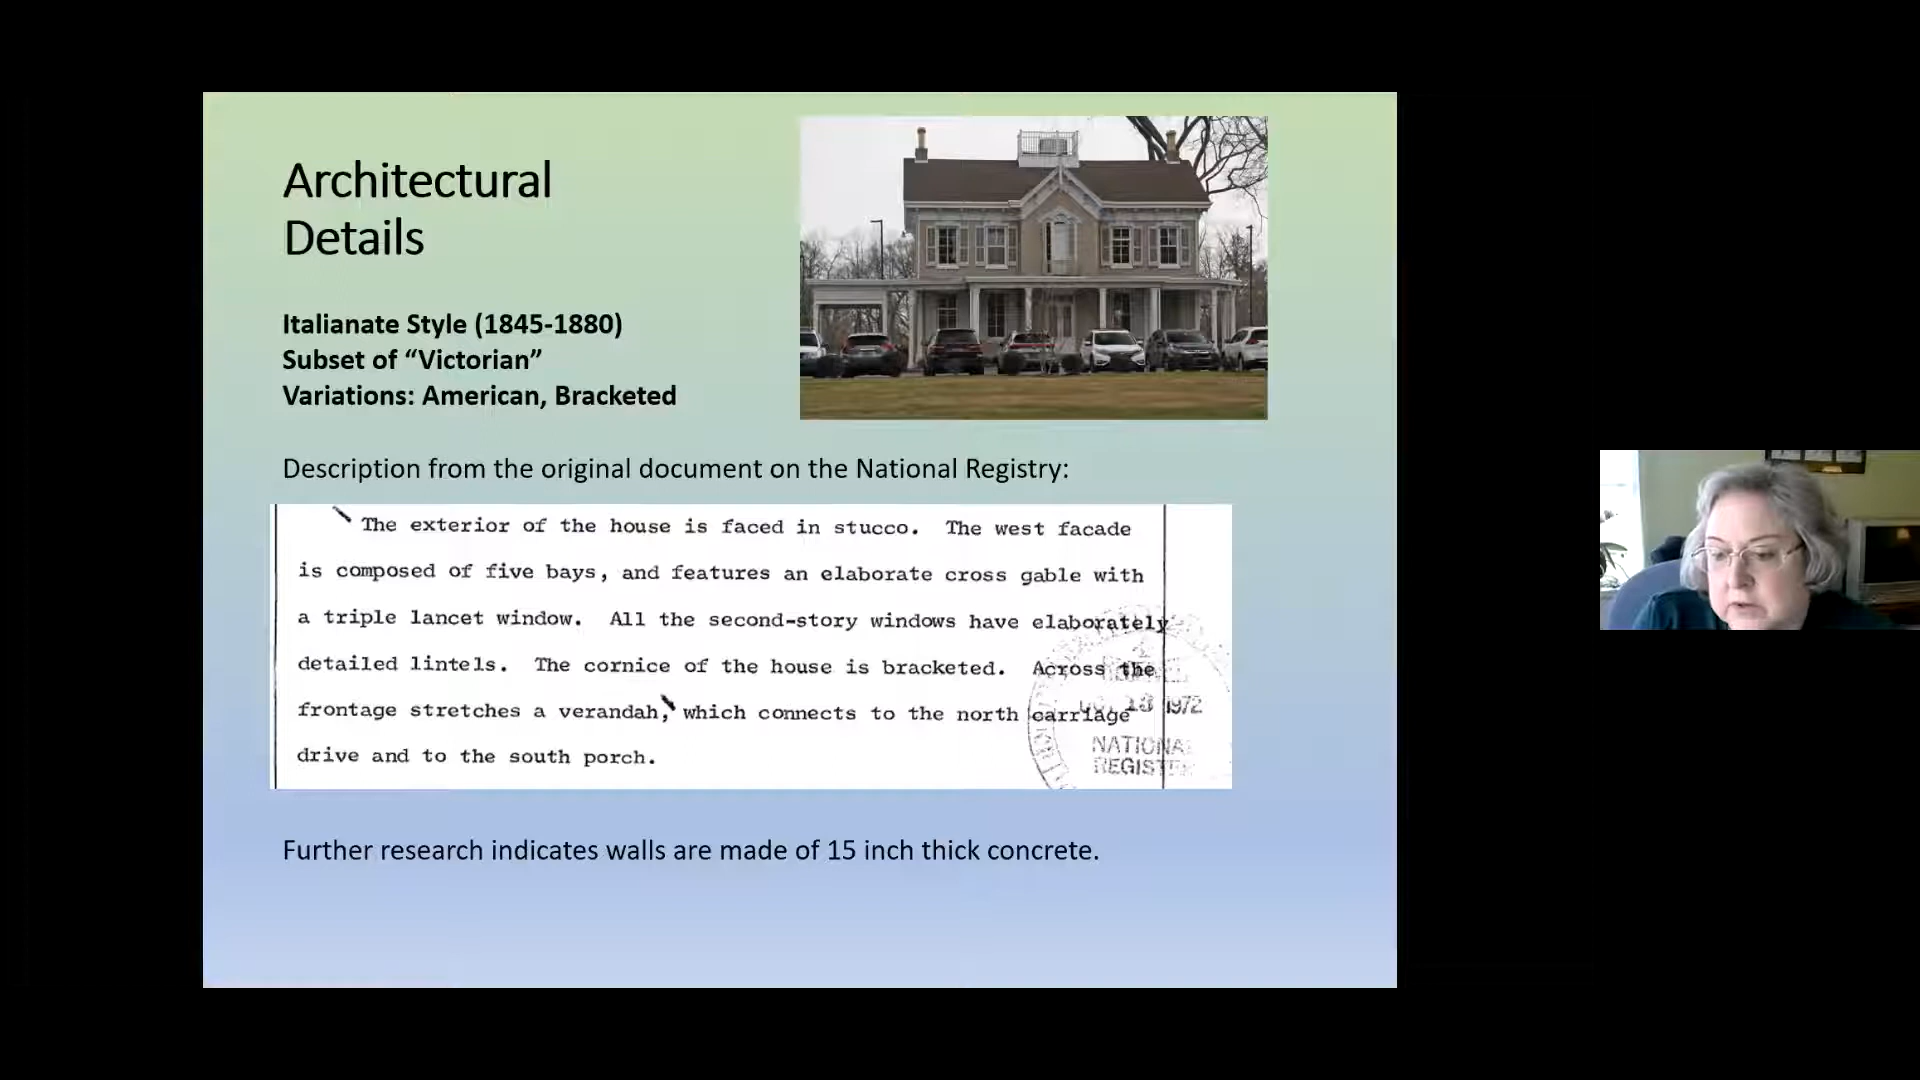 Architectural
Details
Italianate Style (1845-1880)
Subset of “Victorian”
Variations: American, Bracketed
Description from the original document on the National Registry:
The exterior of the house is faced in stucco. The west facade
is composed of five bays, and features an elaborate cross gable with
a triple lancet window. All the second-story windows have elaborately
detailed lintels. The cornice of the house is bracketed. Across the
frontage stretches a verandah, which connects to the north carriage
drive and to the south porch.
18 1972
NATIONAL
REGISTER
Further research indicates walls are made of 15 inch thick concrete.